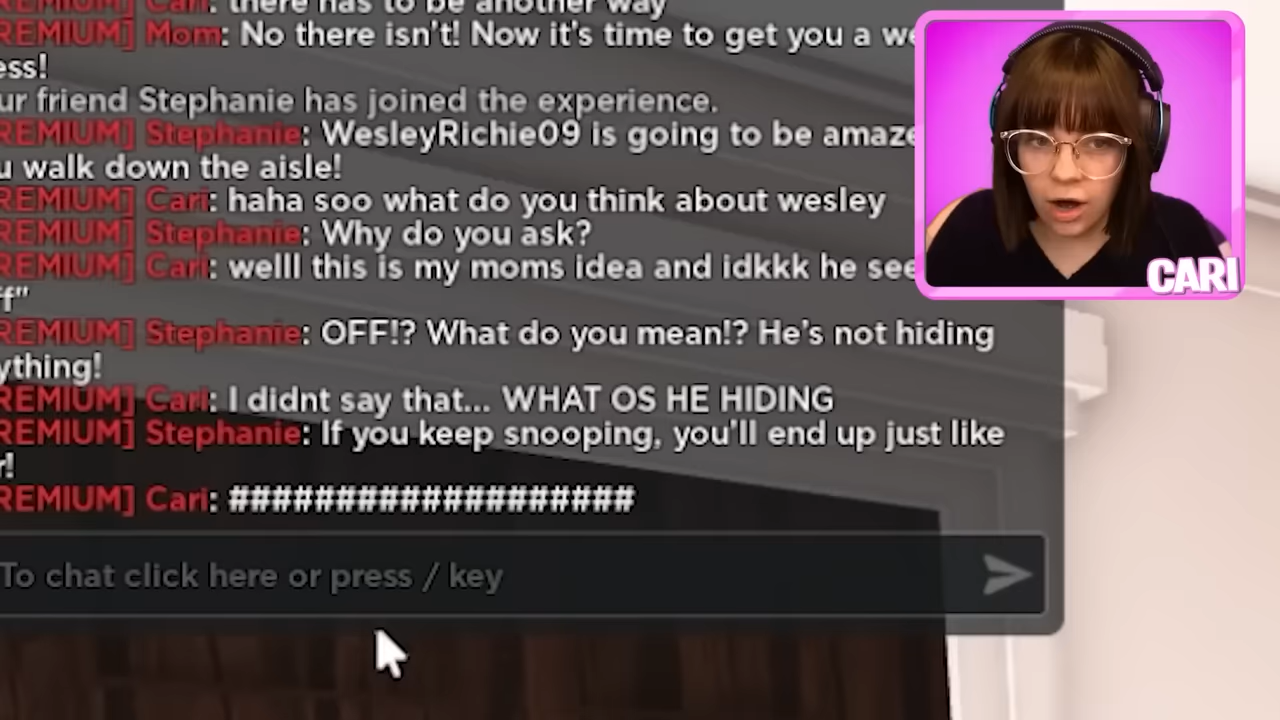 REMIUM] Cari: there has to be another way
REMIUM] Mom: No there isn't! Now it's time to get you a we
ess!
ur friend Stephanie has joined the experience.
REMIUM] Stephanie: WesleyRichie09 is going to be amaze
u walk down the aisle!
REMIUM] Cari: haha soo what do you think about wesley
REMIUM] Stephanie: Why do you ask?
REMIUM] Cari: welll this is my moms idea and idkkk he see
ff"
REMIUM] Stephanie: OFF!? What do you mean!? He's not hiding
ything!
REMIUM] Cari: I didnt say that... WHAT OS HE HIDING
REMIUM] Stephanie: If you keep snooping, you'll end up just like
r!
REMIUM] Cari: ###################
To chat click here or press / key
CARI